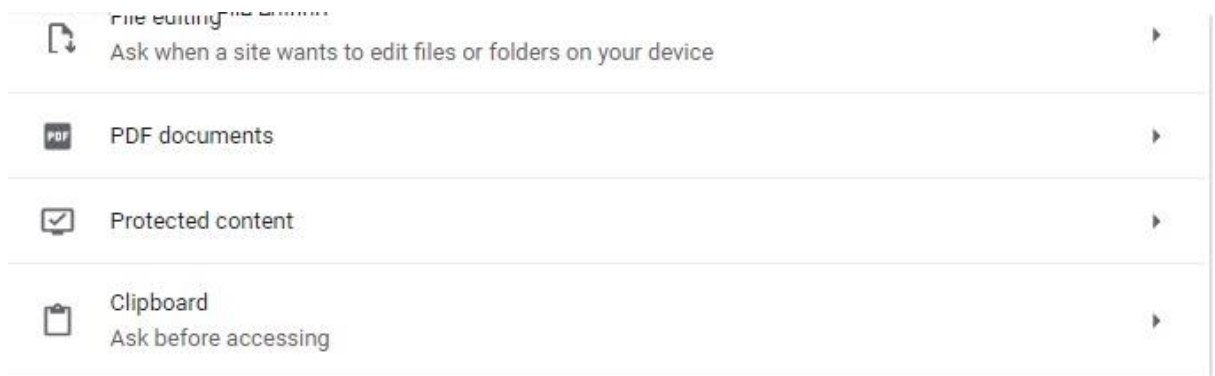 File editing
Ask when a site wants to edit files or folders on your device
PDF
PDF documents
Protected content
Clipboard
Ask before accessing